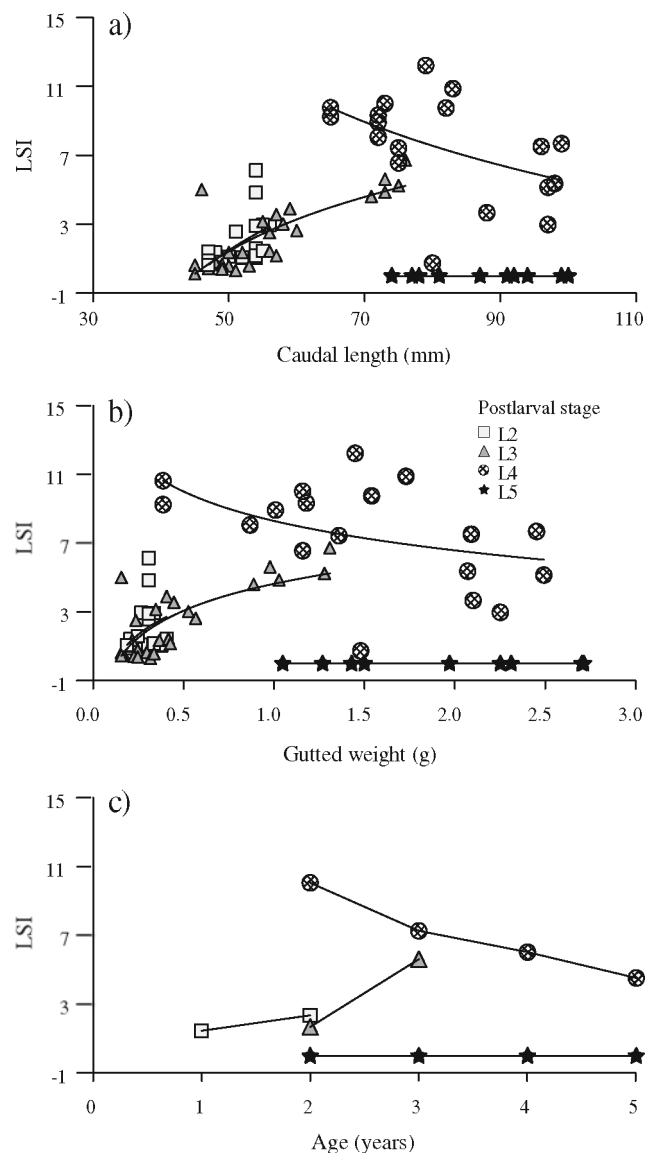 a)
15
11
7
3
-1
LSI
30 50 70 90 110
Caudal length (mm)
b)
15
11
7
3
-1
LSI
Postlarval stage
L2
L3
L4
L5
0.0 0.5 1.0 1.5 2.0 2.5 3.0
Gutted weight (g)
c)
15
11
7
3
-1
LSI
0 1 2 3 4 5
Age (years)